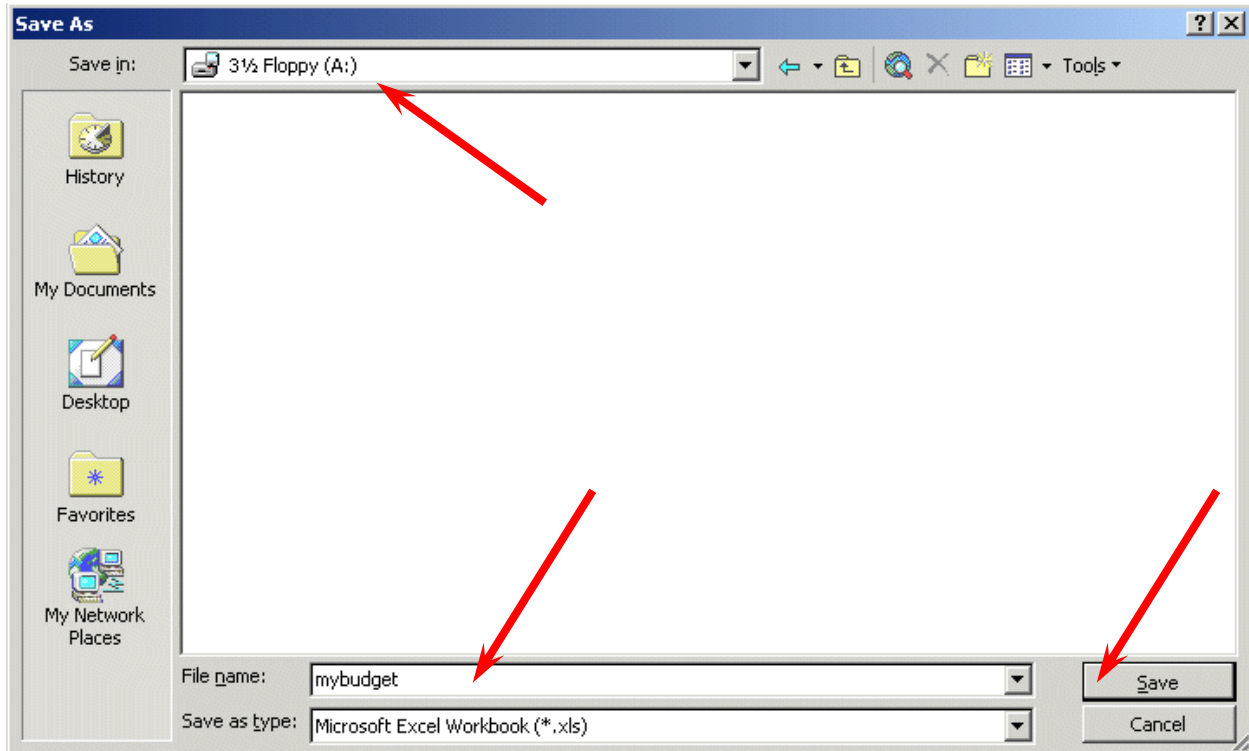 Save As
Save in:
3½ Floppy (A:)
Tools
History
My Documents
Desktop
Favorites
My Network
Places
File name:
mybudget
Save
Save as type:
Microsoft Excel Workbook (*.xls)
Cancel